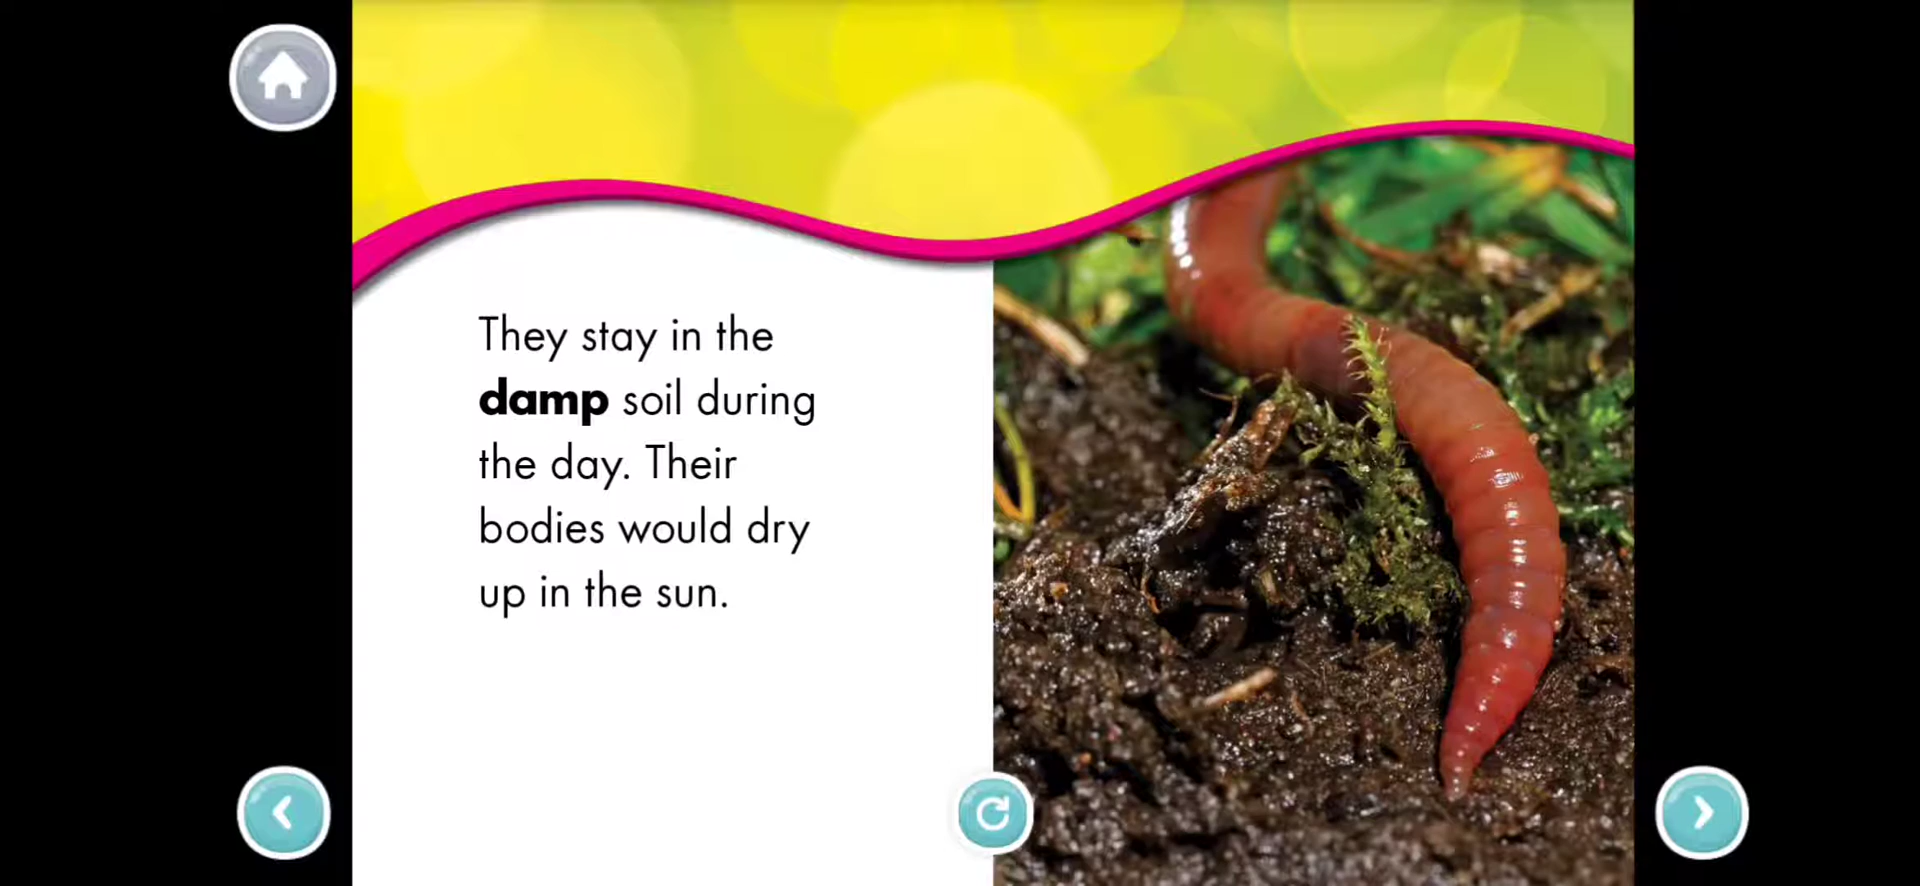 They stay in the
damp soil during
the day. Their
bodies would dry
up in the sun.